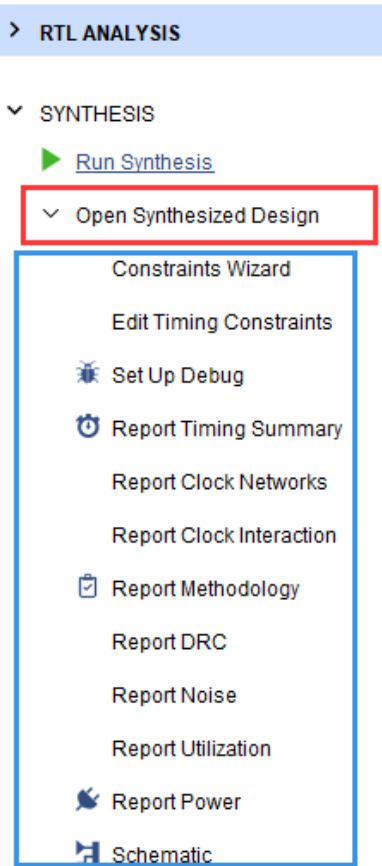 RTL ANALYSIS
SYNTHESIS
Run Synthesis
Open Synthesized Design
Constraints Wizard
Edit Timing Constraints
Set Up Debug
Report Timing Summary
Report Clock Networks
Report Clock Interaction
Report Methodology
Report DRC
Report Noise
Report Utilization
Report Power
Schematic